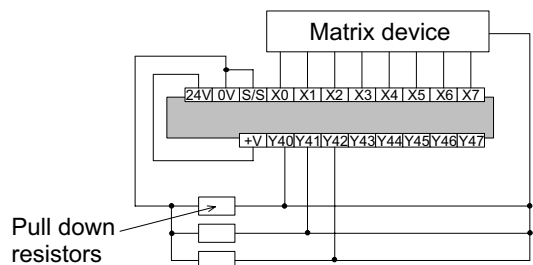 Matrix device
24V 0V S/S X0 X1 X2 X3 X4 X5 X6 X7
+V Y40 Y41 Y42 Y43 Y44 Y45 Y46 Y47
Pull down
resistors